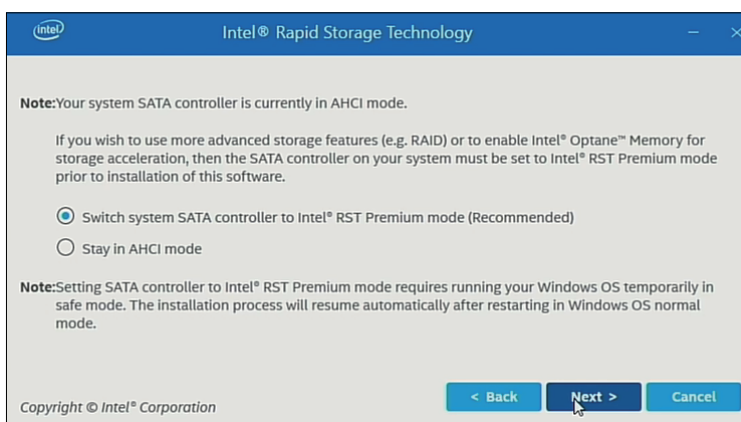 intel
Intel® Rapid Storage Technology
Note:Your system SATA controller is currently in AHCI mode.
If you wish to use more advanced storage features (e.g. RAID) or to enable Intel® Optane™ Memory for
storage acceleration, then the SATA controller on your system must be set to Intel® RST Premium mode
prior to installation of this software.
Switch system SATA controller to Intel® RST Premium mode (Recommended)
Stay in AHCI mode
Note:Setting SATA controller to Intel® RST Premium mode requires running your Windows OS temporarily in
safe mode. The installation process will resume automatically after restarting in Windows OS normal
mode.
< Back Next > Cancel
Copyright © Intel® Corporation